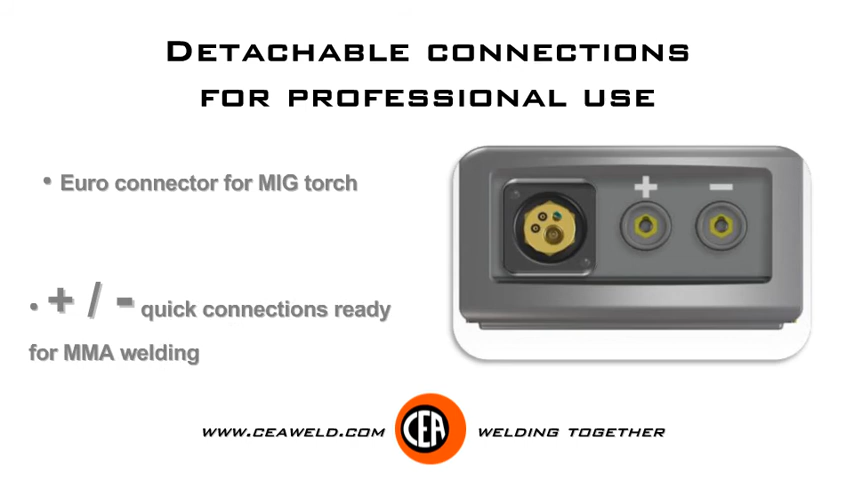 DETACHABLE CONNECTIONS
FOR PROFESSIONAL USE
• Euro connector for MIG torch
+ -
• + / - quick connections ready
for MMA welding
WWW.CEAWELD.COM CEA WELDING TOGETHER